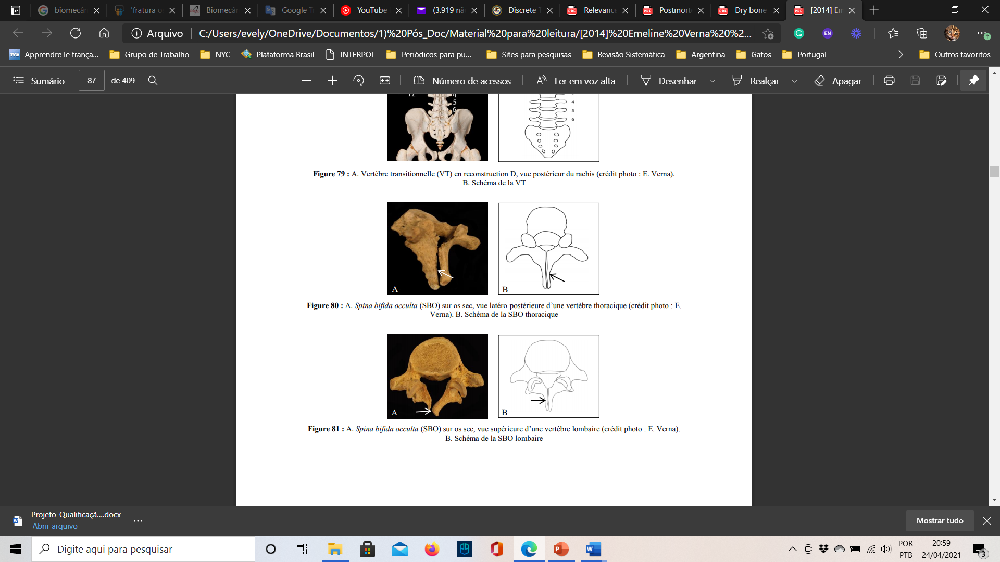 biomecân
'fratura o
Biomecân
Google Tr
YouTube
(3.919 nã
Discrete T
Relevance
Postmort
Dry bone
[2014] Em
Arquivo
C:/Users/evely/OneDrive/Documentos/1)%20Pós_Doc/Material%20para%20leitura/[2014]%20Emeline%20Verna%20%2...
EN
TV5 Apprendre le frança...
Grupo de Trabalho
NYC
Plataforma Brasil
INTERPOL
Periódicos para pu...
Sites para pesquisas
Revisão Sistemática
Argentina
Gatos
Portugal
Outros favoritos
Sumário
87
de 409
Número de acessos
Ler em voz alta
Desenhar
Realçar
Apagar
12
4
5
6
4
5
6
Figure 79 : A. Vertèbre transitionnelle (VT) en reconstruction D, vue postérieur du rachis (crédit photo : E. Verna).
B. Schéma de la VT
A
B
Figure 80 : A. Spina bifida occulta (SBO) sur os sec, vue latéro-postérieure d'une vertèbre thoracique (crédit photo : E.
Verna). B. Schéma de la SBO thoracique
A
B
Figure 81 : A. Spina bifida occulta (SBO) sur os sec, vue supérieure d'une vertèbre lombaire (crédit photo : E. Verna).
B. Schéma de la SBO lombaire
Projeto_Qualificaçã....docx
Abrir arquivo
Mostrar tudo
Digite aqui para pesquisar
POR
PTB
20:59
24/04/2021
3